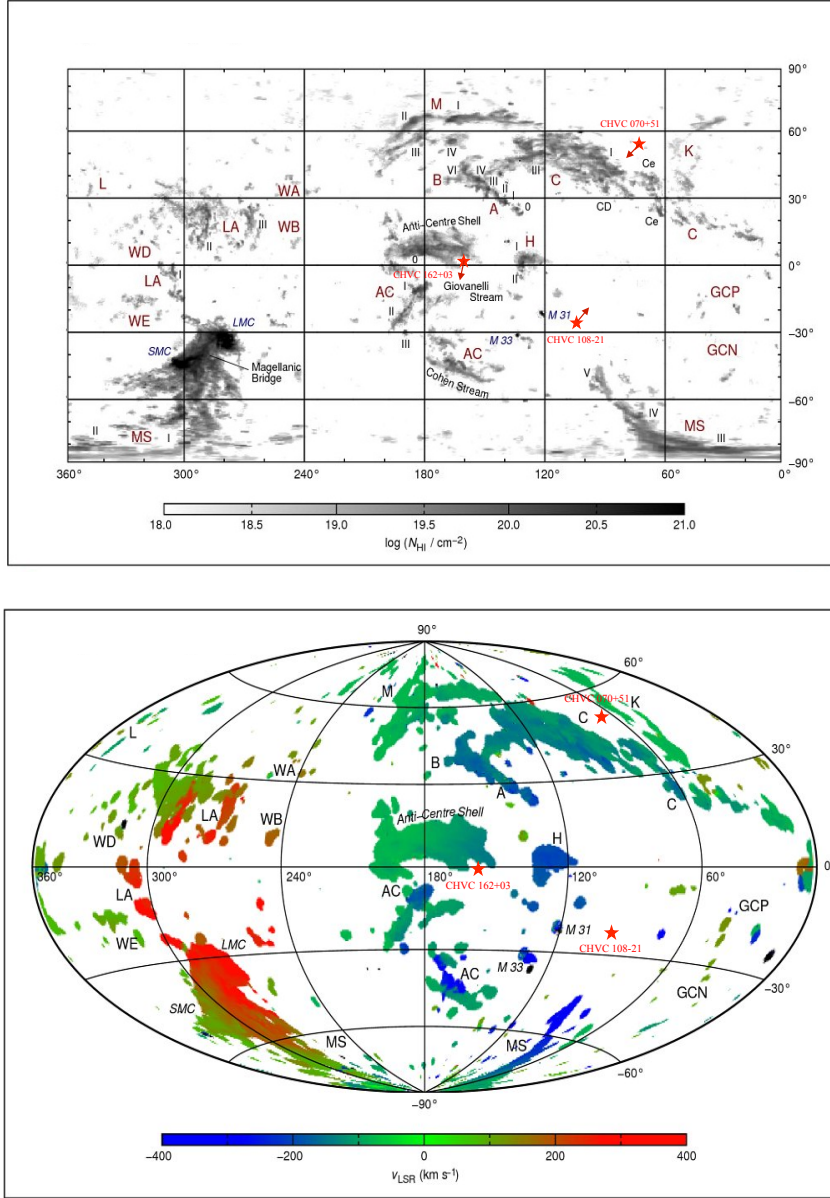 90°
60°
30°
0°
−30°
−60°
−90°
360°
300°
240°
180°
120°
60°
0°
M
I
II
III
IV
CHVC 070+51
K
I
Ce
L
WA
B
VI
IV
III
II
I
III
C
A
0
CD
Ce
C
LA
III
WB
II
Anti-Centre Shell
WD
I
H
0
CHVC 162+03
II
LA
I
AC
I
Giovanelli
Stream
GCP
WE
II
III
M 31
LMC
M 33
CHVC 108-21
SMC
Magellanic
Bridge
AC
GCN
Cohen Stream
V
II
MS
I
IV
MS
III
18.0
18.5
19.0
19.5
20.0
20.5
21.0
log (NHI / cm−2)
90°
60°
M
CHVC 070+51
K
L
C
30°
B
WA
A
C
LA
WB
Anti-Centre Shell
WD
H
360°
300°
240°
180°
120°
60°
0
CHVC 162+03
LA
AC
GCP
WE
LMC
M 31
CHVC 108-21
M 33
AC
SMC
GCN
−30°
MS
MS
−60°
−90°
−400
−200
0
200
400
vLSR (km s−1)